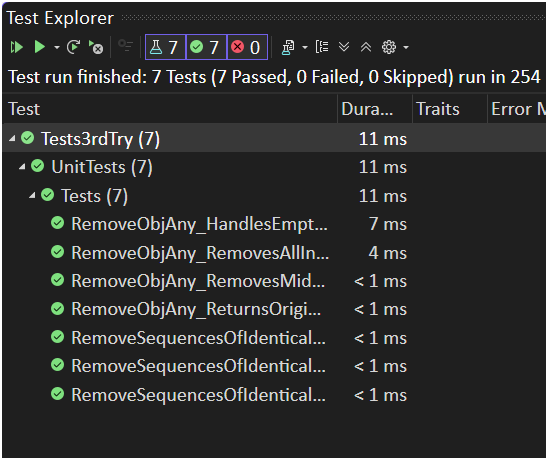 Test Explorer
7 7 0
Test run finished: 7 Tests (7 Passed, 0 Failed, 0 Skipped) run in 254
Test Dura... Traits Error M
Tests3rdTry (7) 11 ms
UnitTests (7) 11 ms
Tests (7) 11 ms
RemoveObjAny_HandlesEmpt... 7 ms
RemoveObjAny_RemovesAllIn... 4 ms
RemoveObjAny_RemovesMid... < 1 ms
RemoveObjAny_ReturnsOrigi... < 1 ms
RemoveSequencesOfIdentical... < 1 ms
RemoveSequencesOfIdentical... < 1 ms
RemoveSequencesOfIdentical... < 1 ms